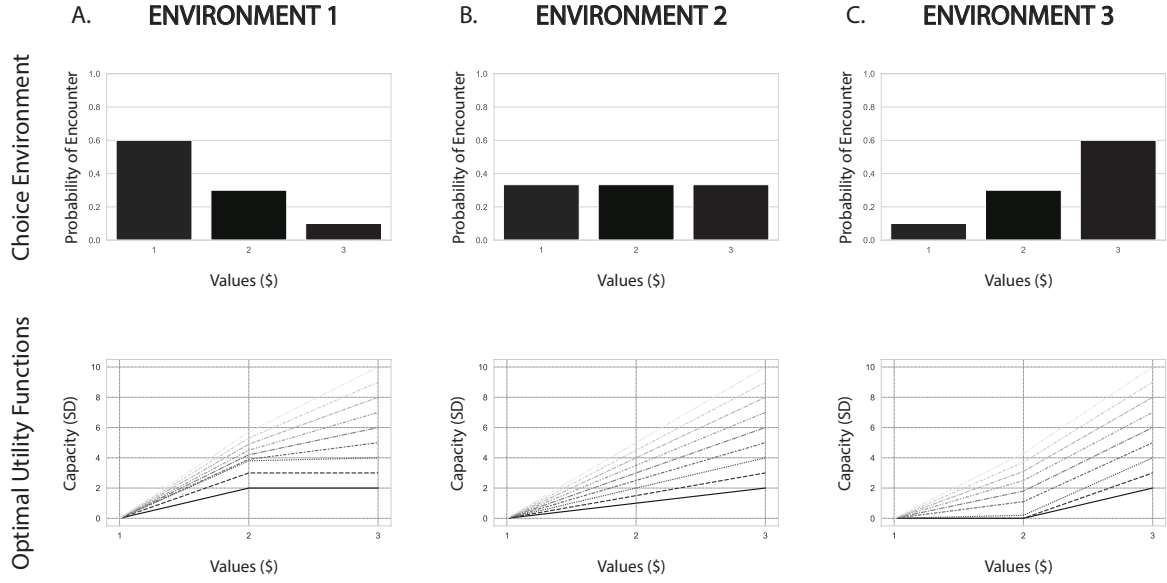 A. ENVIRONMENT 1
B. ENVIRONMENT 2
C. ENVIRONMENT 3
Choice Environment
Probability of Encounter
1.0
0.8
0.6
0.4
0.2
0.0
1 2 3
Values ($)
Probability of Encounter
1.0
0.8
0.6
0.4
0.2
0.0
1 2 3
Values ($)
Probability of Encounter
1.0
0.8
0.6
0.4
0.2
0.0
1 2 3
Values ($)
Optimal Utility Functions
Capacity (SD)
10
8
6
4
2
0
1 2 3
Values ($)
Capacity (SD)
10
8
6
4
2
0
1 2 3
Values ($)
Capacity (SD)
10
8
6
4
2
0
1 2 3
Values ($)